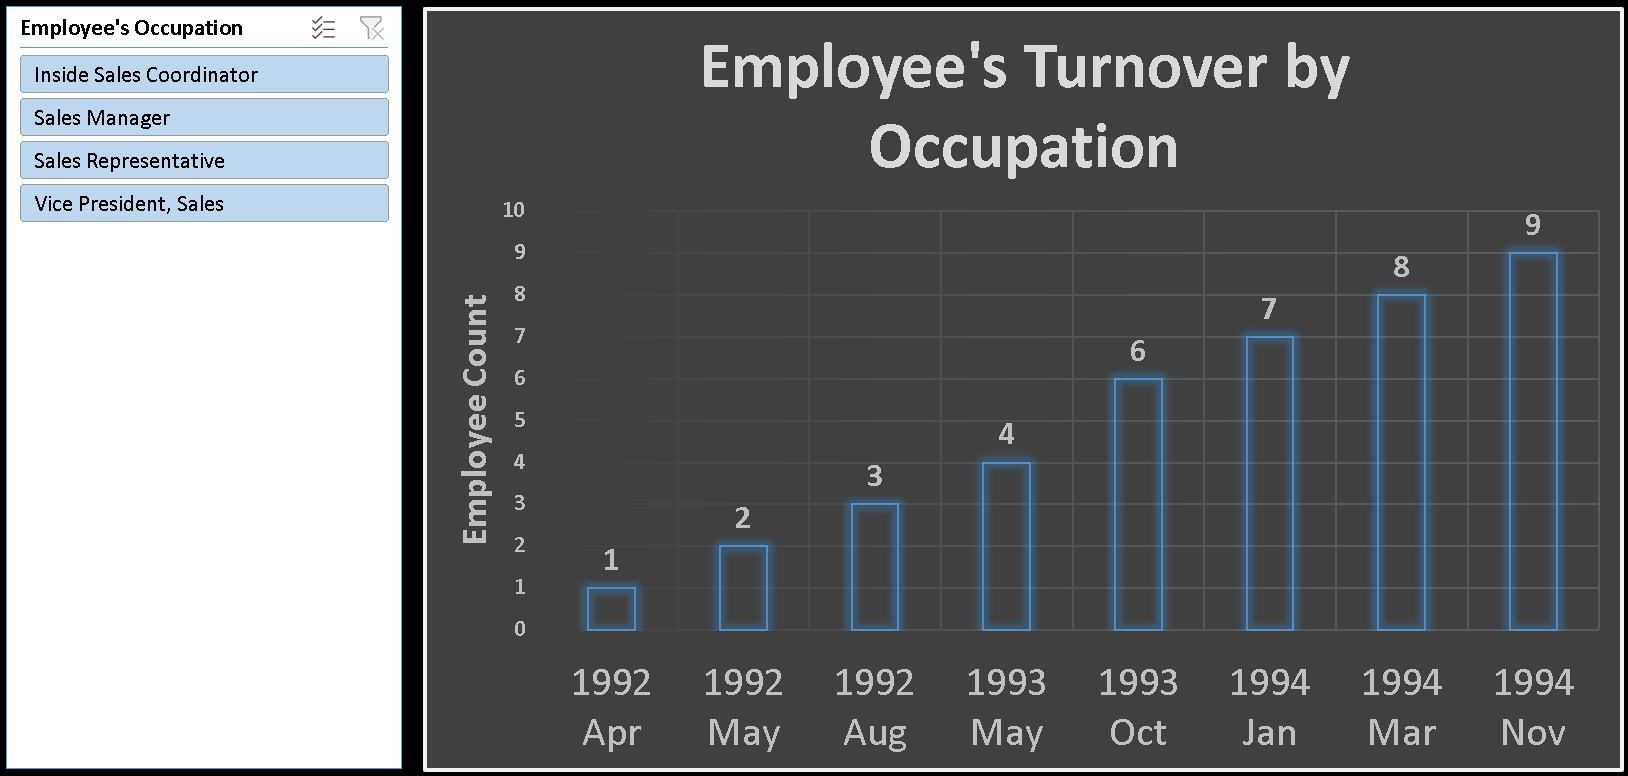 Employee's Occupation
Inside Sales Coordinator
Sales Manager
Sales Representative
Vice President, Sales
Employee's Turnover by
Occupation
Employee Count
10
9
8
7
6
5
4
3
2
1
0
1
2
3
4
6
7
8
9
1992 1992 1992 1993 1993 1994 1994 1994
Apr May Aug May Oct Jan Mar Nov